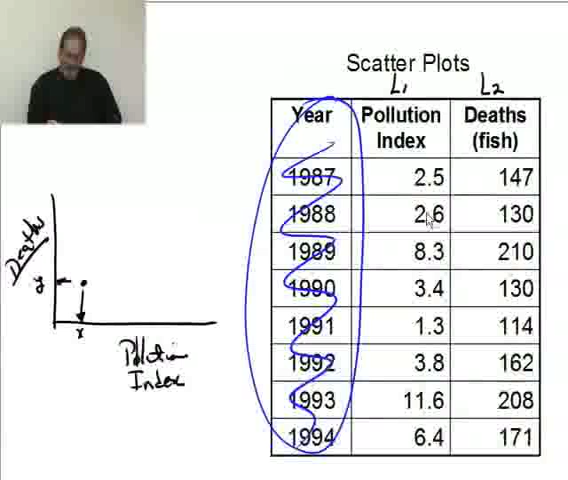 Scatter Plots
L1 L2
Year Pollution Index Deaths (fish)
1987 2.5 147
1988 2.6 130
1989 8.3 210
1990 3.4 130
1991 1.3 114
1992 3.8 162
1993 11.6 208
1994 6.4 171
Deaths
y
x
Pollution
Index